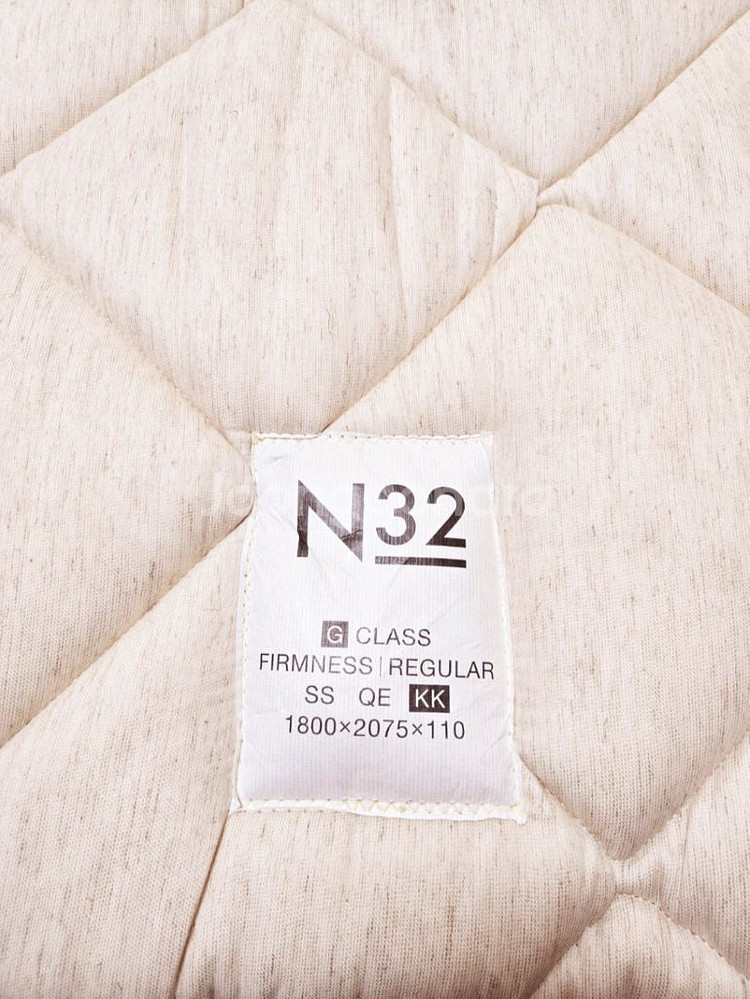 N32
G CLASS
FIRMNESS | REGULAR
SS QE KK
1800×2075×110